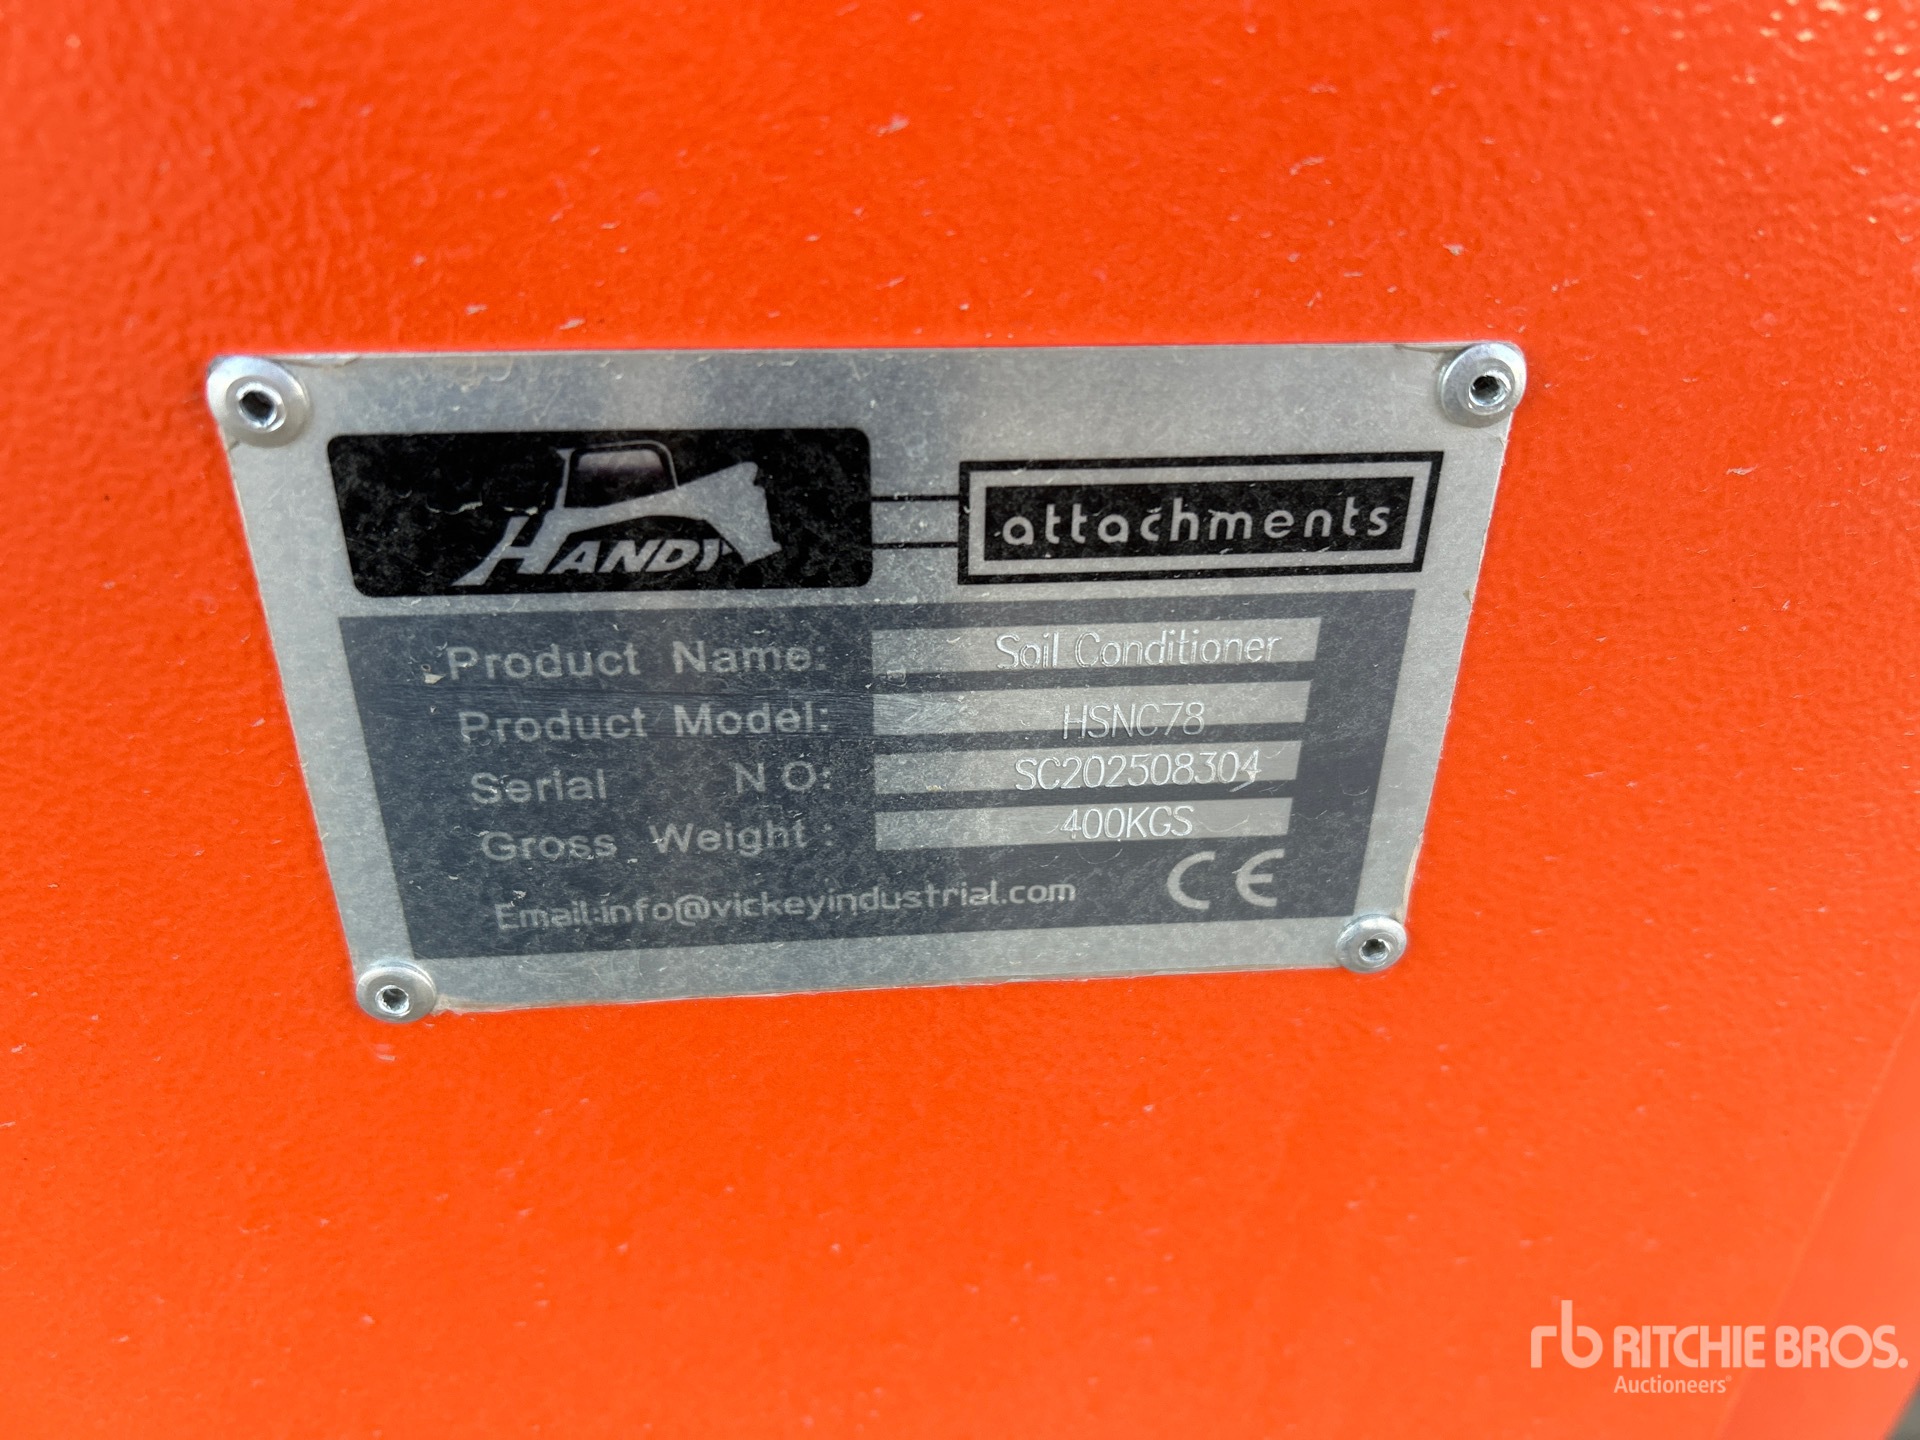 HANDY
attachments
Product Name: Soil Conditioner
Product Model: HSNC78
Serial NO: SC202508304
Gross Weight: 400KGS
Email:info@vickeyindustrial.com
CE
rb RITCHIE BROS.
Auctioneers